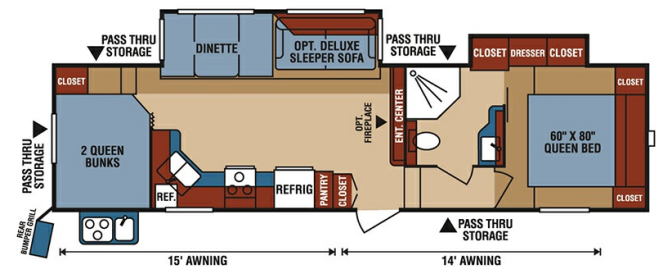 PASS THRU
STORAGE
DINETTE
OPT. DELUXE
SLEEPER SOFA
PASS THRU
STORAGE
CLOSET
DRESSER
CLOSET
CLOSET
CLOSET
PASS THRU
STORAGE
2 QUEEN
BUNKS
OPT.
FIREPLACE
ENT. CENTER
60" X 80"
QUEEN BED
REF.
REFRIG
PANTRY
CLOSET
CLOSET
REAR
BUMPER GRILL
PASS THRU
STORAGE
15' AWNING
14' AWNING